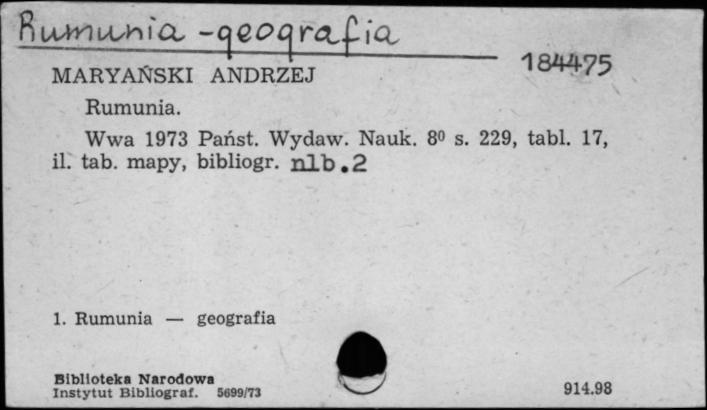 Rumunia - geografia
184475
MARYAŃSKI ANDRZEJ
Rumunia.
Wwa 1973 Państ. Wydaw. Nauk. 8⁰ s. 229, tabl. 17,
il. tab. mapy, bibliogr. nlb.2
1. Rumunia — geografia
Biblioteka Narodowa
Instytut Bibliograf. 5699/73
914.98